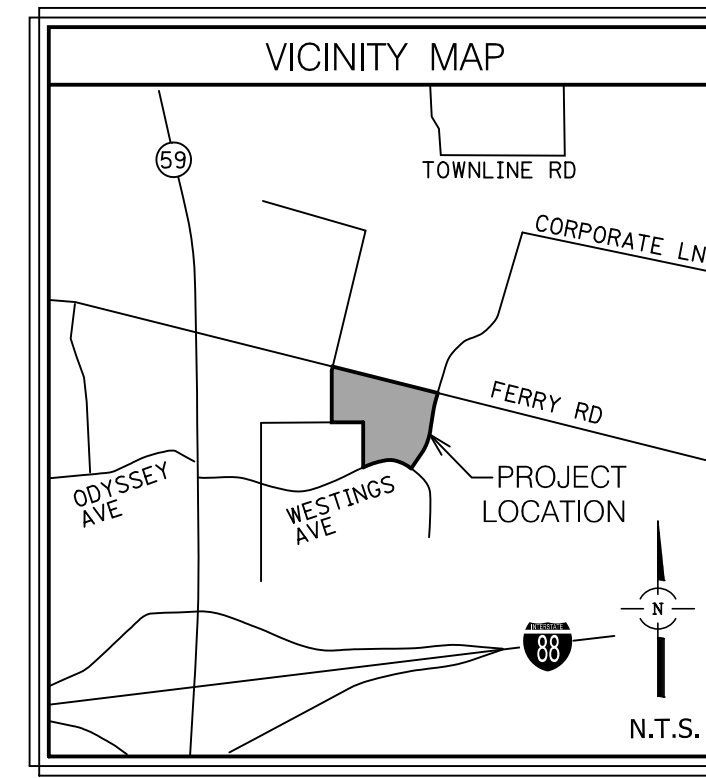 VICINITY MAP
59
TOWNLINE RD
CORPORATE LN
FERRY RD
ODYSSEY
AVE
WESTINGS
AVE
PROJECT
LOCATION
INTERSTATE
88
N
N.T.S.